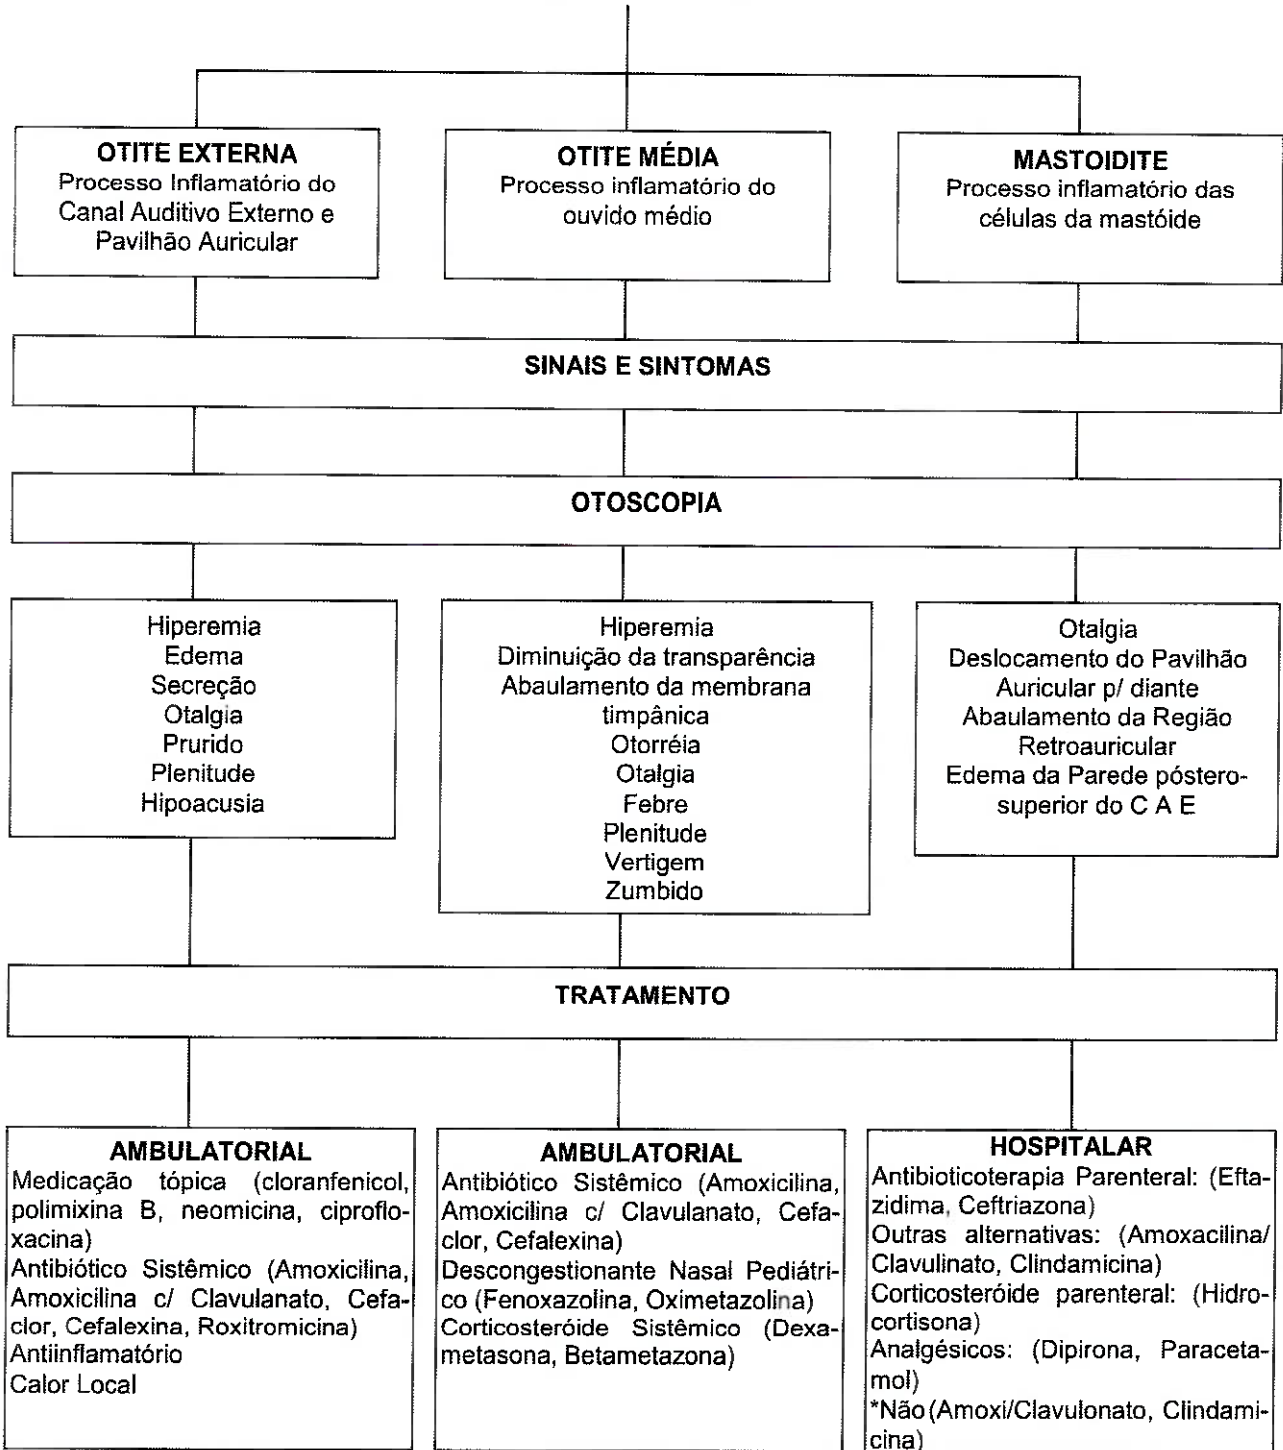 OTITE EXTERNA
Processo Inflamatório do
Canal Auditivo Externo e
Pavilhão Auricular
OTITE MÉDIA
Processo inflamatório do
ouvido médio
MASTOIDITE
Processo inflamatório das
células da mastóide
SINAIS E SINTOMAS
OTOSCOPIA
Hiperemia
Edema
Secreção
Otalgia
Prurido
Plenitude
Hipoacusia
Hiperemia
Diminuição da transparência
Abaulamento da membrana
timpânica
Otorréia
Otalgia
Febre
Plenitude
Vertigem
Zumbido
Otalgia
Deslocamento do Pavilhão
Auricular p/ diante
Abaulamento da Região
Retroauricular
Edema da Parede póstero-
superior do C A E
TRATAMENTO
AMBULATORIAL
Medicação tópica (cloranfenicol,
polimixina B, neomicina, ciproflo-
xacina)
Antibiótico Sistêmico (Amoxicilina,
Amoxicilina c/ Clavulanato, Cefa-
clor, Cefalexina, Roxitromicina)
Antiinflamatório
Calor Local
AMBULATORIAL
Antibiótico Sistêmico (Amoxicilina,
Amoxicilina c/ Clavulanato, Cefa-
clor, Cefalexina)
Descongestionante Nasal Pediátri-
co (Fenoxazolina, Oximetazolina)
Corticosteróide Sistêmico (Dexa-
metasona, Betametazona)
HOSPITALAR
Antibioticoterapia Parenteral: (Efta-
zidima, Ceftriazona)
Outras alternativas: (Amoxacilina/
Clavulinato, Clindamicina)
Corticosteróide parenteral: (Hidro-
cortisona)
Analgésicos: (Dipirona, Paraceta-
mol)
*Não (Amoxi/Clavulonato, Clindami-
cina)